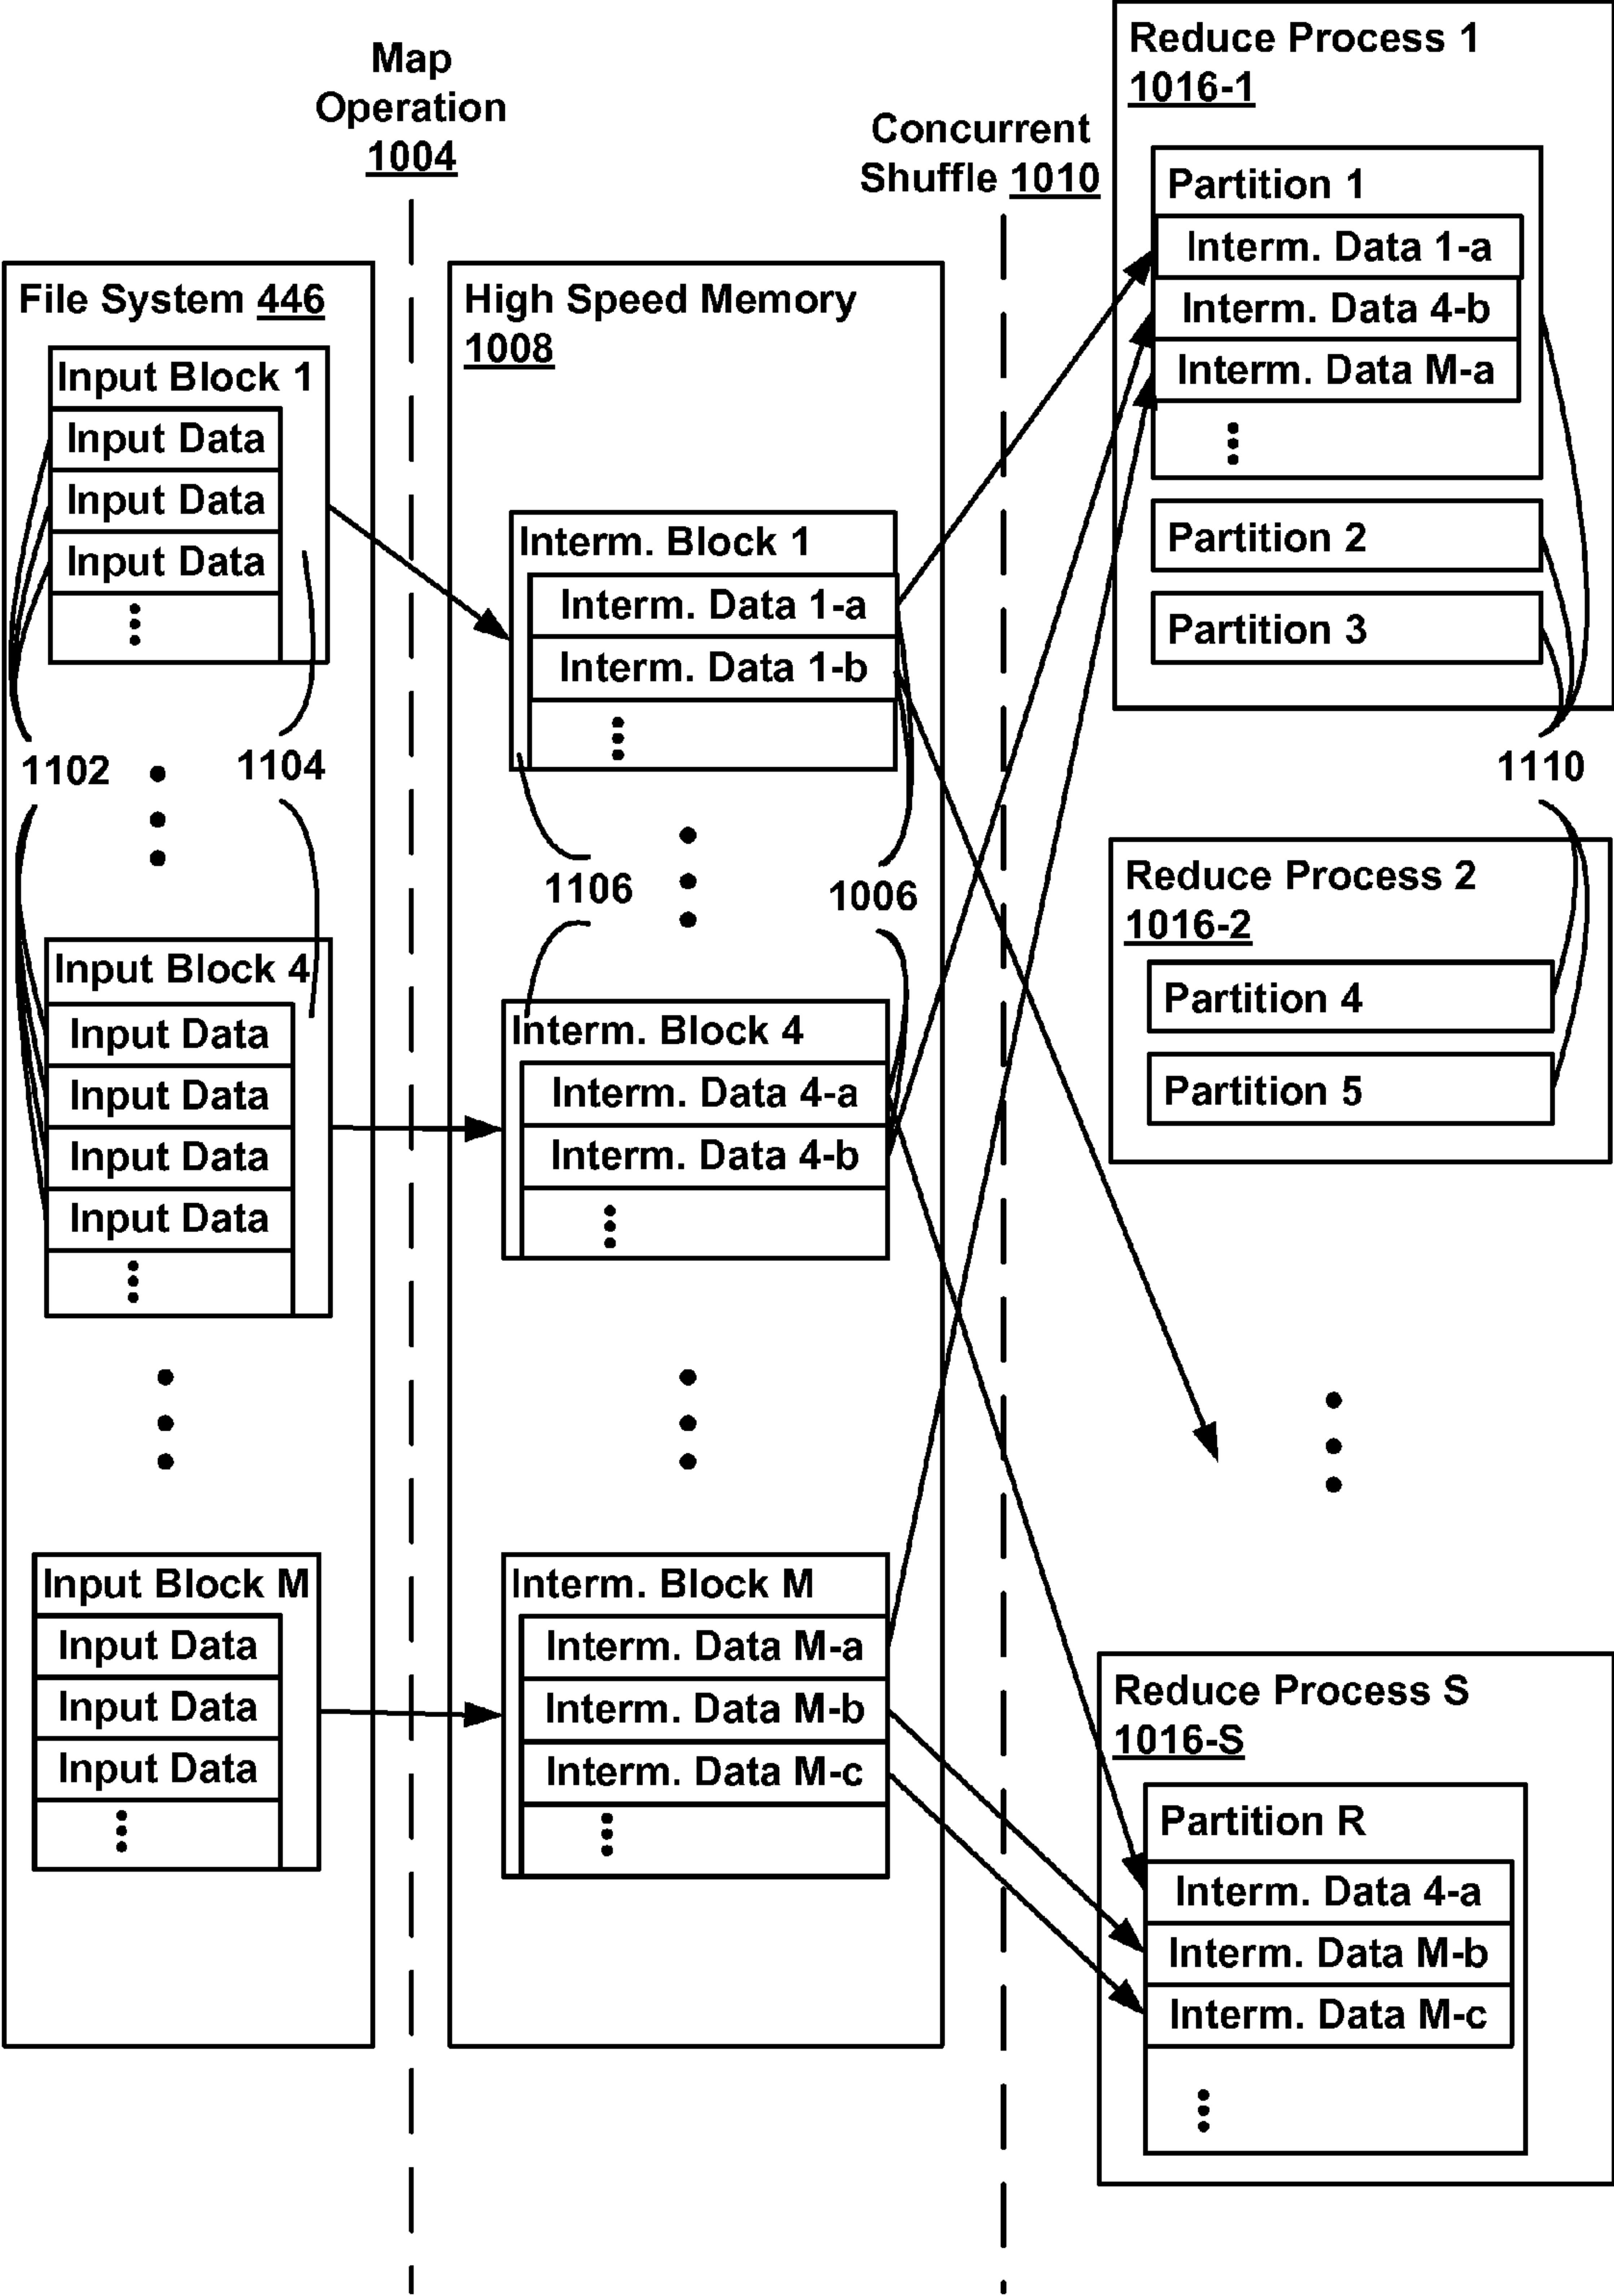 Map
Operation
1004
Concurrent
Shuffle 1010
File System 446
Input Block 1
Input Data
Input Data
Input Data
1102
1104
Input Block 4
Input Data
Input Data
Input Data
Input Data
Input Block M
Input Data
Input Data
Input Data
High Speed Memory
1008
Interm. Block 1
Interm. Data 1-a
Interm. Data 1-b
1106
1006
Interm. Block 4
Interm. Data 4-a
Interm. Data 4-b
Interm. Block M
Interm. Data M-a
Interm. Data M-b
Interm. Data M-c
Reduce Process 1
1016-1
Partition 1
Interm. Data 1-a
Interm. Data 4-b
Interm. Data M-a
Partition 2
Partition 3
1110
Reduce Process 2
1016-2
Partition 4
Partition 5
Reduce Process S
1016-S
Partition R
Interm. Data 4-a
Interm. Data M-b
Interm. Data M-c